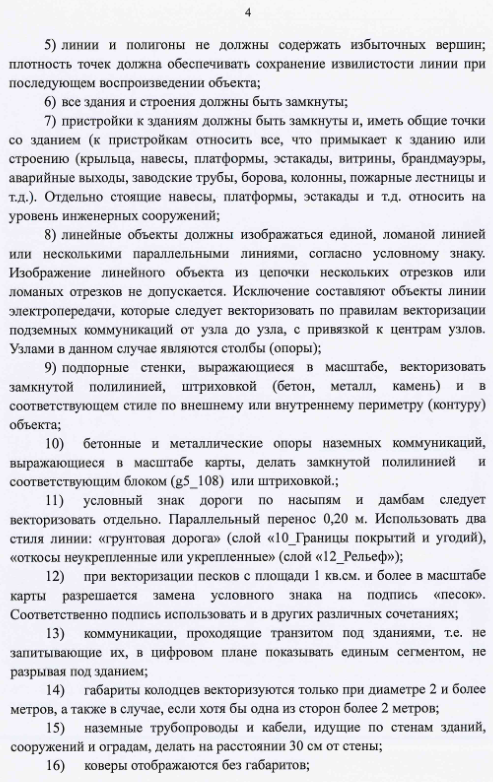 4
5) линии и полигоны не должны содержать избыточных вершин;
плотность точек должна обеспечивать сохранение извилистости линии при
последующем воспроизведении объекта;
6) все здания и строения должны быть замкнуты;
7) пристройки к зданиям должны быть замкнуты и, иметь общие точки
со зданием (к пристройкам относить все, что примыкает к зданию или
строению (крыльца, навесы, платформы, эстакады, витрины, брандмауэры,
аварийные выходы, заводские трубы, борова, колонны, пожарные лестницы и
т.д.). Отдельно стоящие навесы, платформы, эстакады и т.д. относить на
уровень инженерных сооружений;
8) линейные объекты должны изображаться единой, ломаной линией
или несколькими параллельными линиями, согласно условному знаку.
Изображение линейного объекта из цепочки нескольких отрезков или
ломаных отрезков не допускается. Исключение составляют объекты линии
электропередачи, которые следует векторизовать по правилам векторизации
подземных коммуникаций от узла до узла, с привязкой к центрам узлов.
Узлами в данном случае являются столбы (опоры);
9) подпорные стенки, выражающиеся в масштабе, векторизовать
замкнутой полилинией, штриховкой (бетон, металл, камень) и в
соответствующем стиле по внешнему или внутреннему периметру (контуру)
объекта;
10) бетонные и металлические опоры наземных коммуникаций,
выражающиеся в масштабе карты, делать замкнутой полилинией и
соответствующим блоком (g5_108) или штриховкой.;
11) условный знак дороги по насыпям и дамбам следует
векторизовать отдельно. Параллельный перенос 0,20 м. Использовать два
стиля линии: «грунтовая дорога» (слой «10_Границы покрытий и угодий),
«откосы неукрепленные или укрепленные» (слой «12_Рельеф»);
12) при векторизации песков с площади 1 кв.см. и более в масштабе
карты разрешается замена условного знака на подпись «песок».
Соответственно подпись использовать и в других различных сочетаниях;
13) коммуникации, проходящие транзитом под зданиями, т.е. не
запитывающие их, в цифровом плане показывать единым сегментом, не
разрывая под зданием;
14) габариты колодцев векторизуются только при диаметре 2 и более
метров, а также в случае, если хотя бы одна из сторон более 2 метров;
15) наземные трубопроводы и кабели, идущие по стенам зданий,
сооружений и оградам, делать на расстоянии 30 см от стены;
16) коверы отображаются без габаритов;